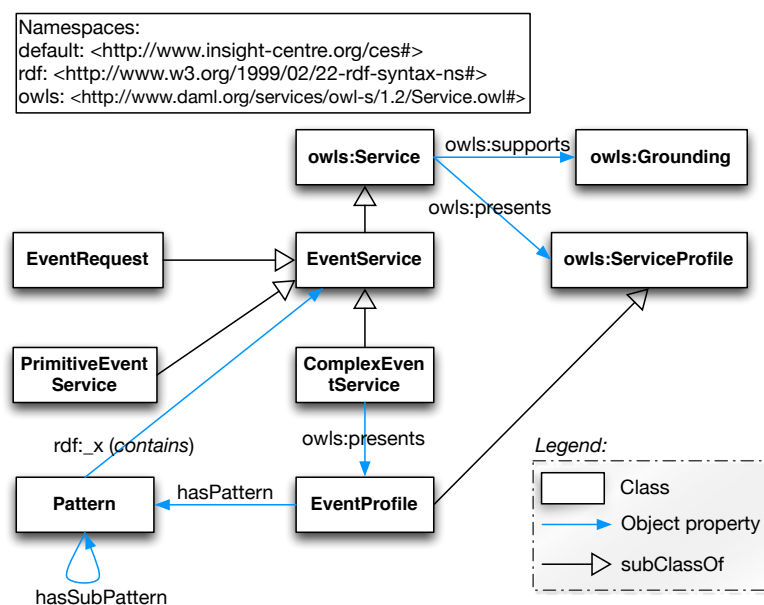 Namespaces:
default: <http://www.insight-centre.org/ces#>
rdf: <http://www.w3.org/1999/02/22-rdf-syntax-ns#>
owls: <http://www.daml.org/services/owl-s/1.2/Service.owl#>
owls:Service
owls:supports
owls:Grounding
owls:presents
EventRequest
EventService
owls:ServiceProfile
PrimitiveEvent
Service
ComplexEven
tService
rdf:_x (contains)
owls:presents
Pattern
hasPattern
EventProfile
hasSubPattern
Legend:
Class
Object property
subClassOf